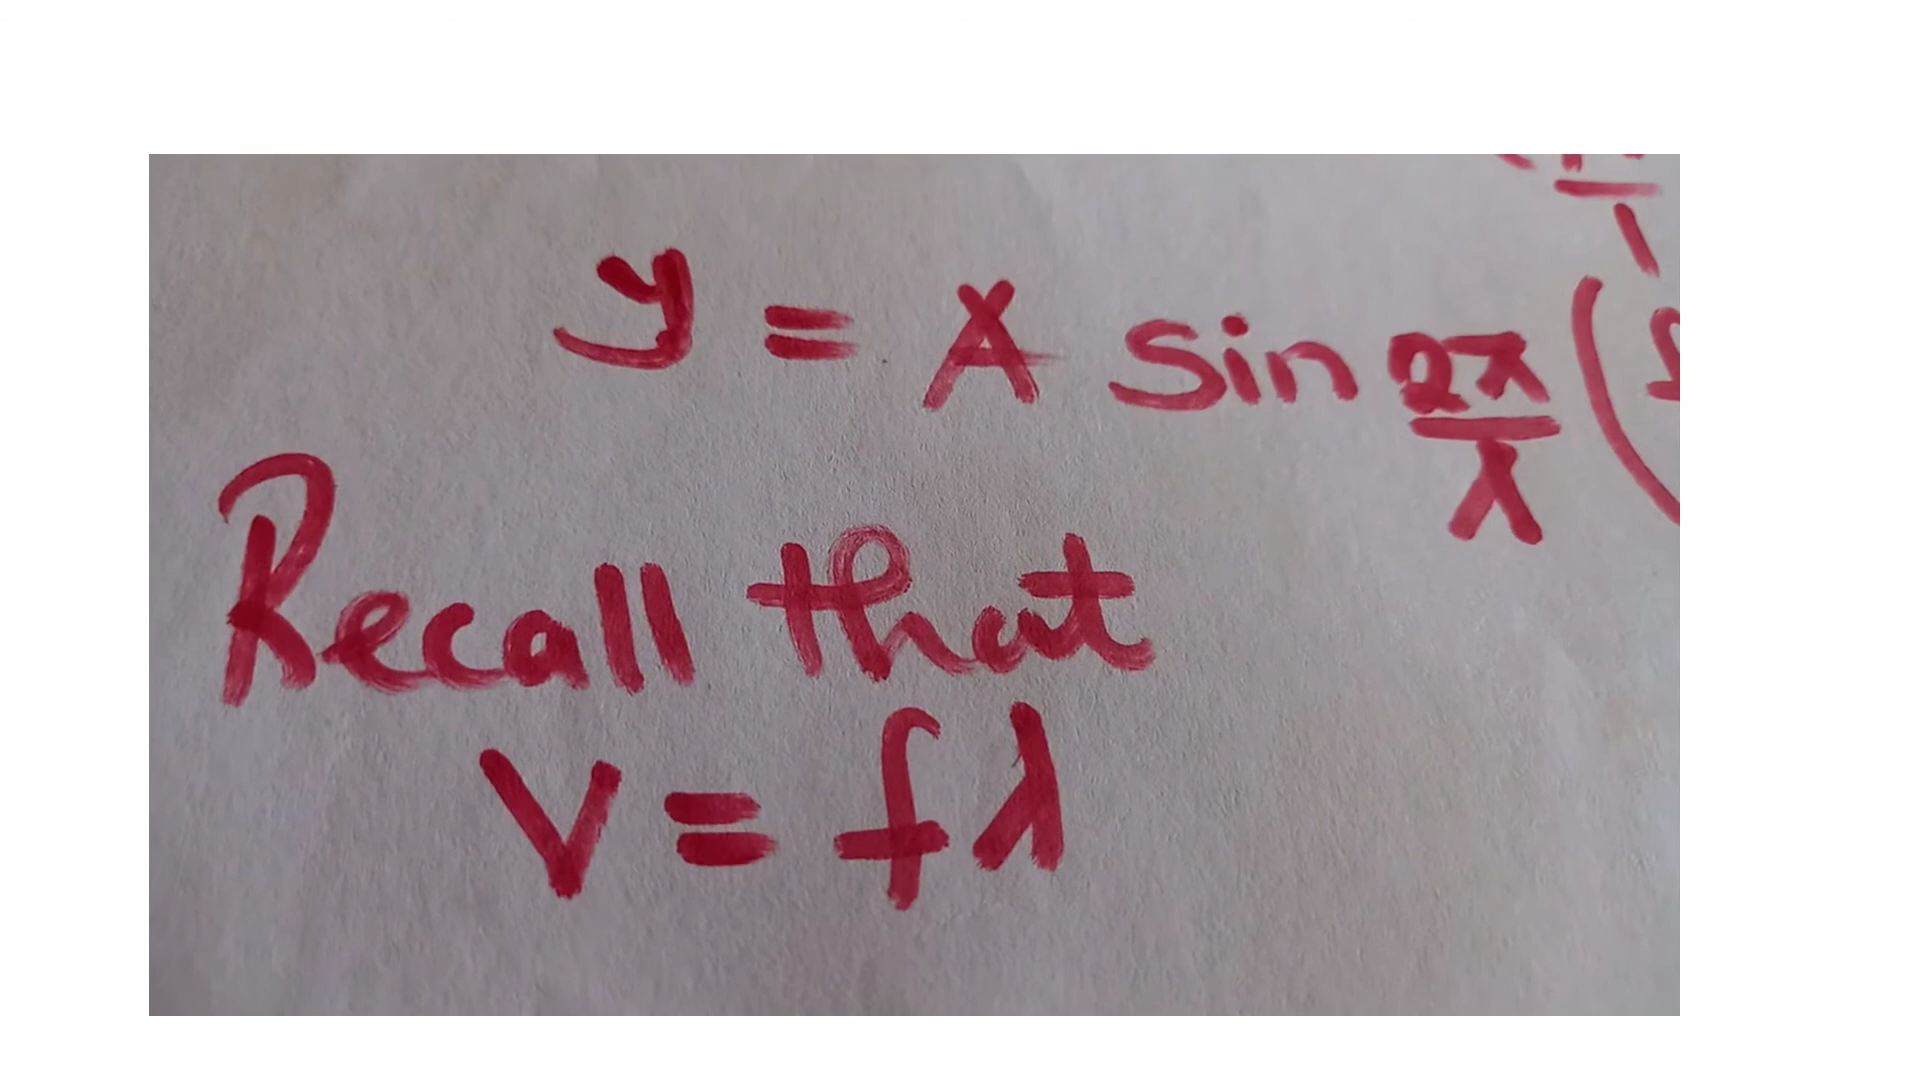 y = A sin 2π/λ (
Recall that
V = fλ